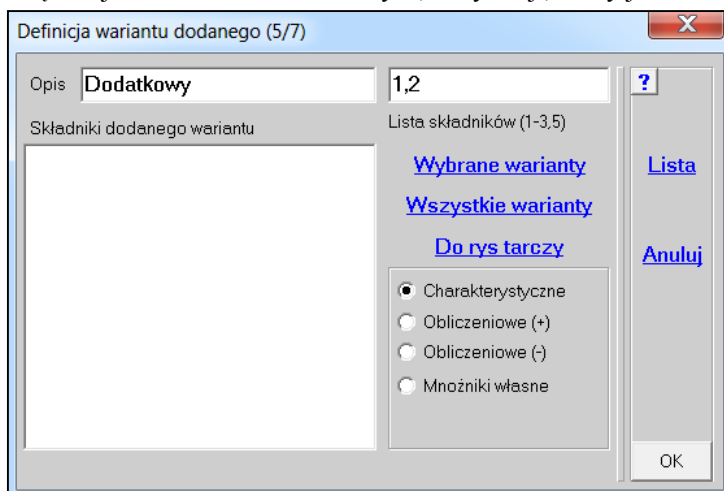 Definicja wariantu dodanego (5/7)
X
Opis Dodatkowy 1,2 ?
Składniki dodanego wariantu Lista składników (1-3,5)
Wybrane warianty Lista
Wszystkie warianty
Do rys tarczy Anuluj
Charakterystyczne
Obliczeniowe (+)
Obliczeniowe (-)
Mnożniki własne
OK